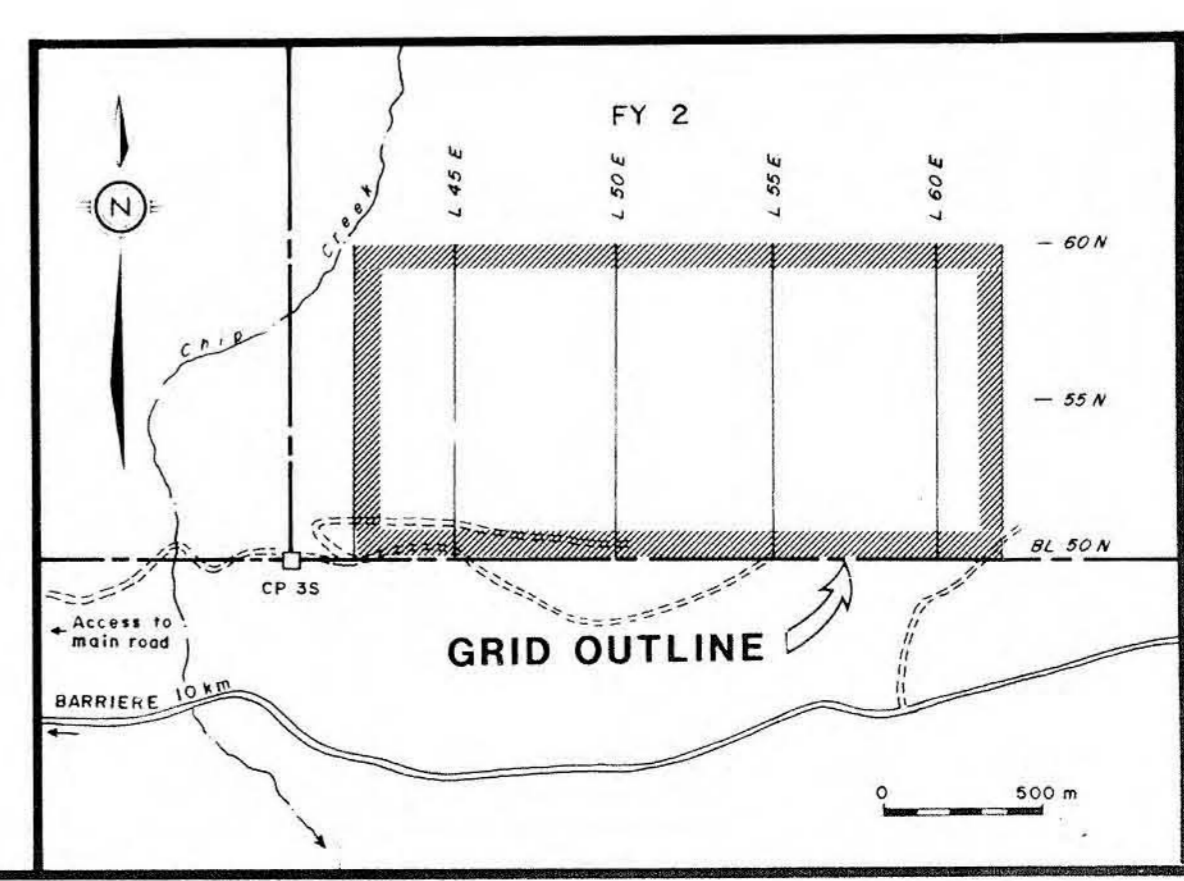 FY 2
L 45 E
L 50 E
L 55 E
L 60 E
N
Chip Creek
60 N
55 N
BL 50 N
CP 3S
Access to
main road
GRID OUTLINE
BARRIERE 10 km
0 500 m